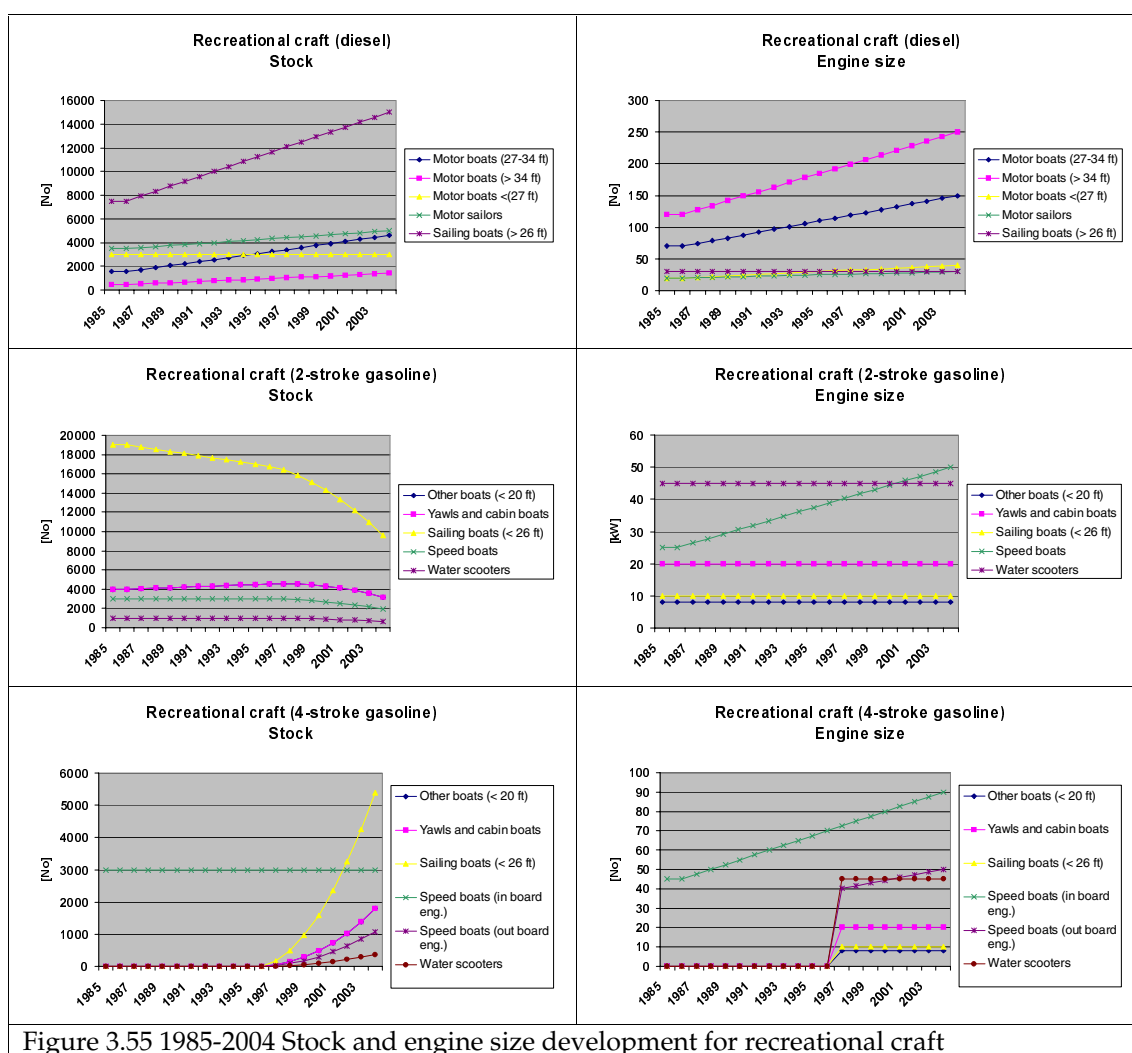 Recreational craft (diesel)
Stock
16000
14000
12000
10000
8000
6000
4000
2000
0
[No]
1985
1987
1989
1991
1993
1995
1997
1999
2001
2003
Motor boats (27-34 ft)
Motor boats (> 34 ft)
Motor boats <(27 ft)
Motor sailors
Sailing boats (> 26 ft)
Recreational craft (diesel)
Engine size
300
250
200
150
100
50
0
[No]
1985
1987
1989
1991
1993
1995
1997
1999
2001
2003
Motor boats (27-34 ft)
Motor boats (> 34 ft)
Motor boats <(27 ft)
Motor sailors
Sailing boats (> 26 ft)
Recreational craft (2-stroke gasoline)
Stock
20000
18000
16000
14000
12000
10000
8000
6000
4000
2000
0
[No]
1985
1987
1989
1991
1993
1995
1997
1999
2001
2003
Other boats (< 20 ft)
Yawls and cabin boats
Sailing boats (< 26 ft)
Speed boats
Water scooters
Recreational craft (2-stroke gasoline)
Engine size
60
50
40
30
20
10
0
[kW]
1985
1987
1989
1991
1993
1995
1997
1999
2001
2003
Other boats (< 20 ft)
Yawls and cabin boats
Sailing boats (< 26 ft)
Speed boats
Water scooters
Recreational craft (4-stroke gasoline)
Stock
6000
5000
4000
3000
2000
1000
0
[No]
1985
1987
1989
1991
1993
1995
1997
1999
2001
2003
Other boats (< 20 ft)
Yawls and cabin boats
Sailing boats (< 26 ft)
Speed boats (in board
eng.)
Speed boats (out board
eng.)
Water scooters
Recreational craft (4-stroke gasoline)
Engine size
100
90
80
70
60
50
40
30
20
10
0
[No]
1985
1987
1989
1991
1993
1995
1997
1999
2001
2003
Other boats (< 20 ft)
Yawls and cabin boats
Sailing boats (< 26 ft)
Speed boats (in board
eng.)
Speed boats (out board
eng.)
Water scooters
Figure 3.55 1985-2004 Stock and engine size development for recreational craft